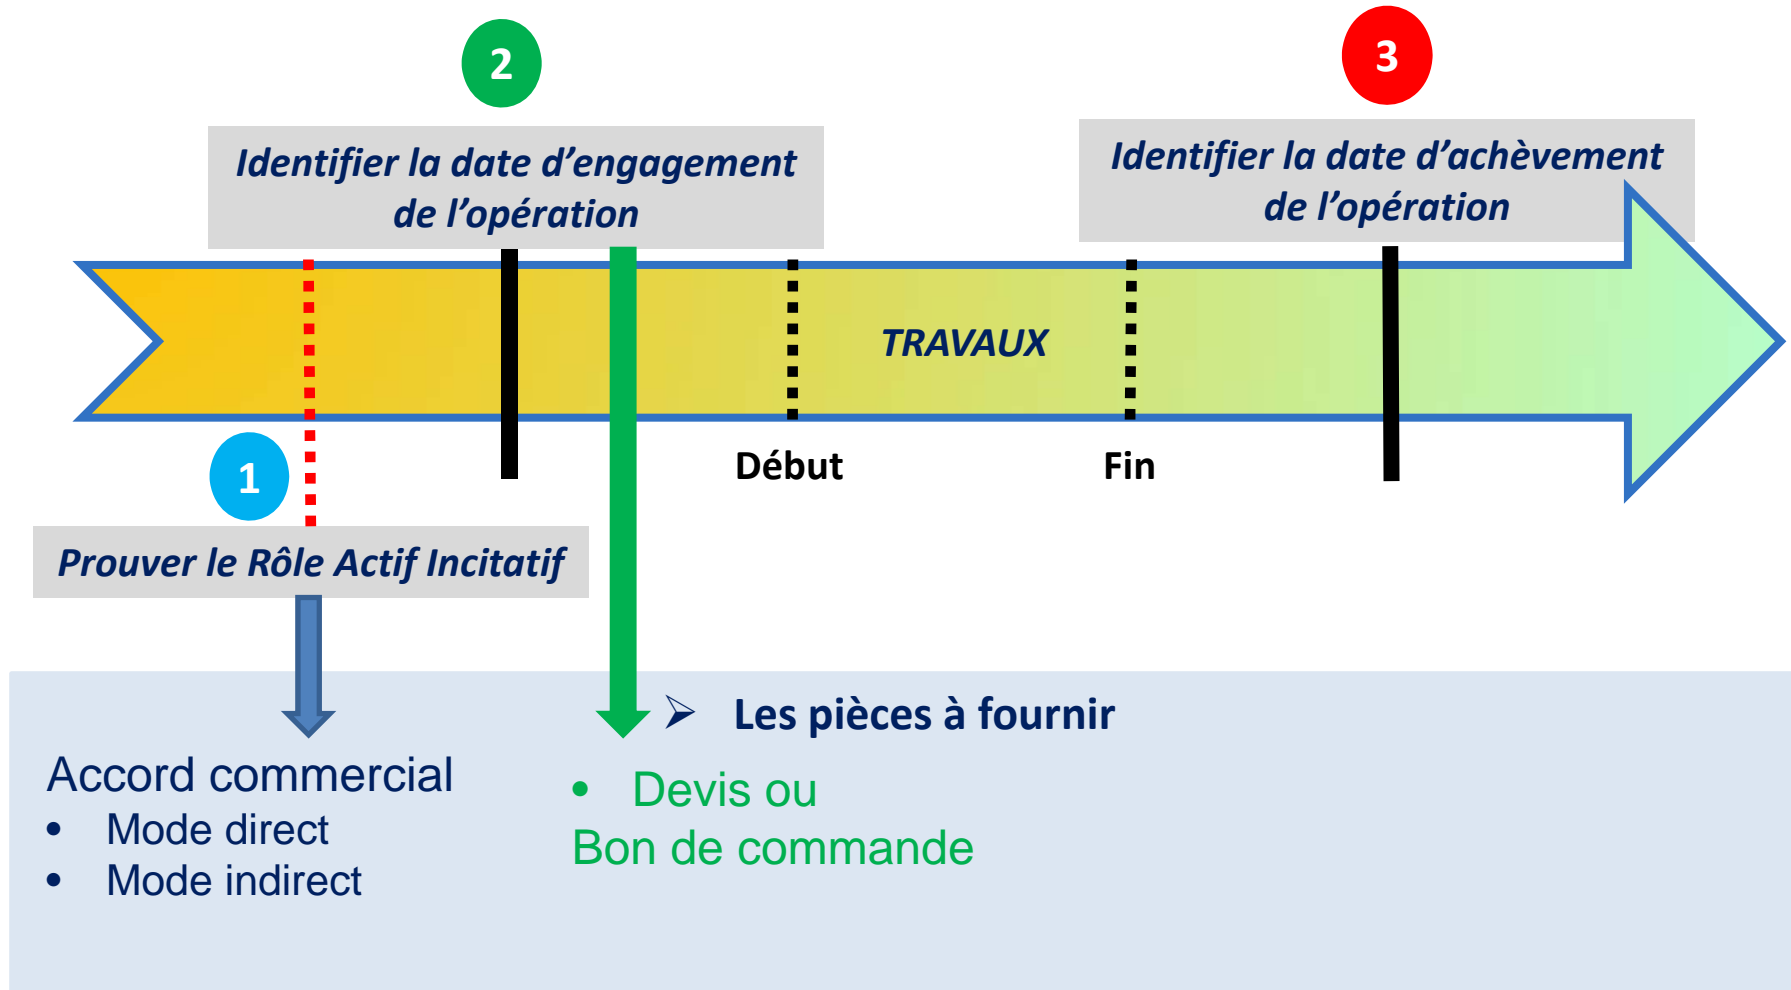 2
3
Identifier la date d’engagement
de l’opération
Identifier la date d’achèvement
de l’opération
TRAVAUX
Début
Fin
1
Prouver le Rôle Actif Incitatif
➢ Les pièces à fournir
Accord commercial
• Mode direct
• Mode indirect
• Devis ou
Bon de commande